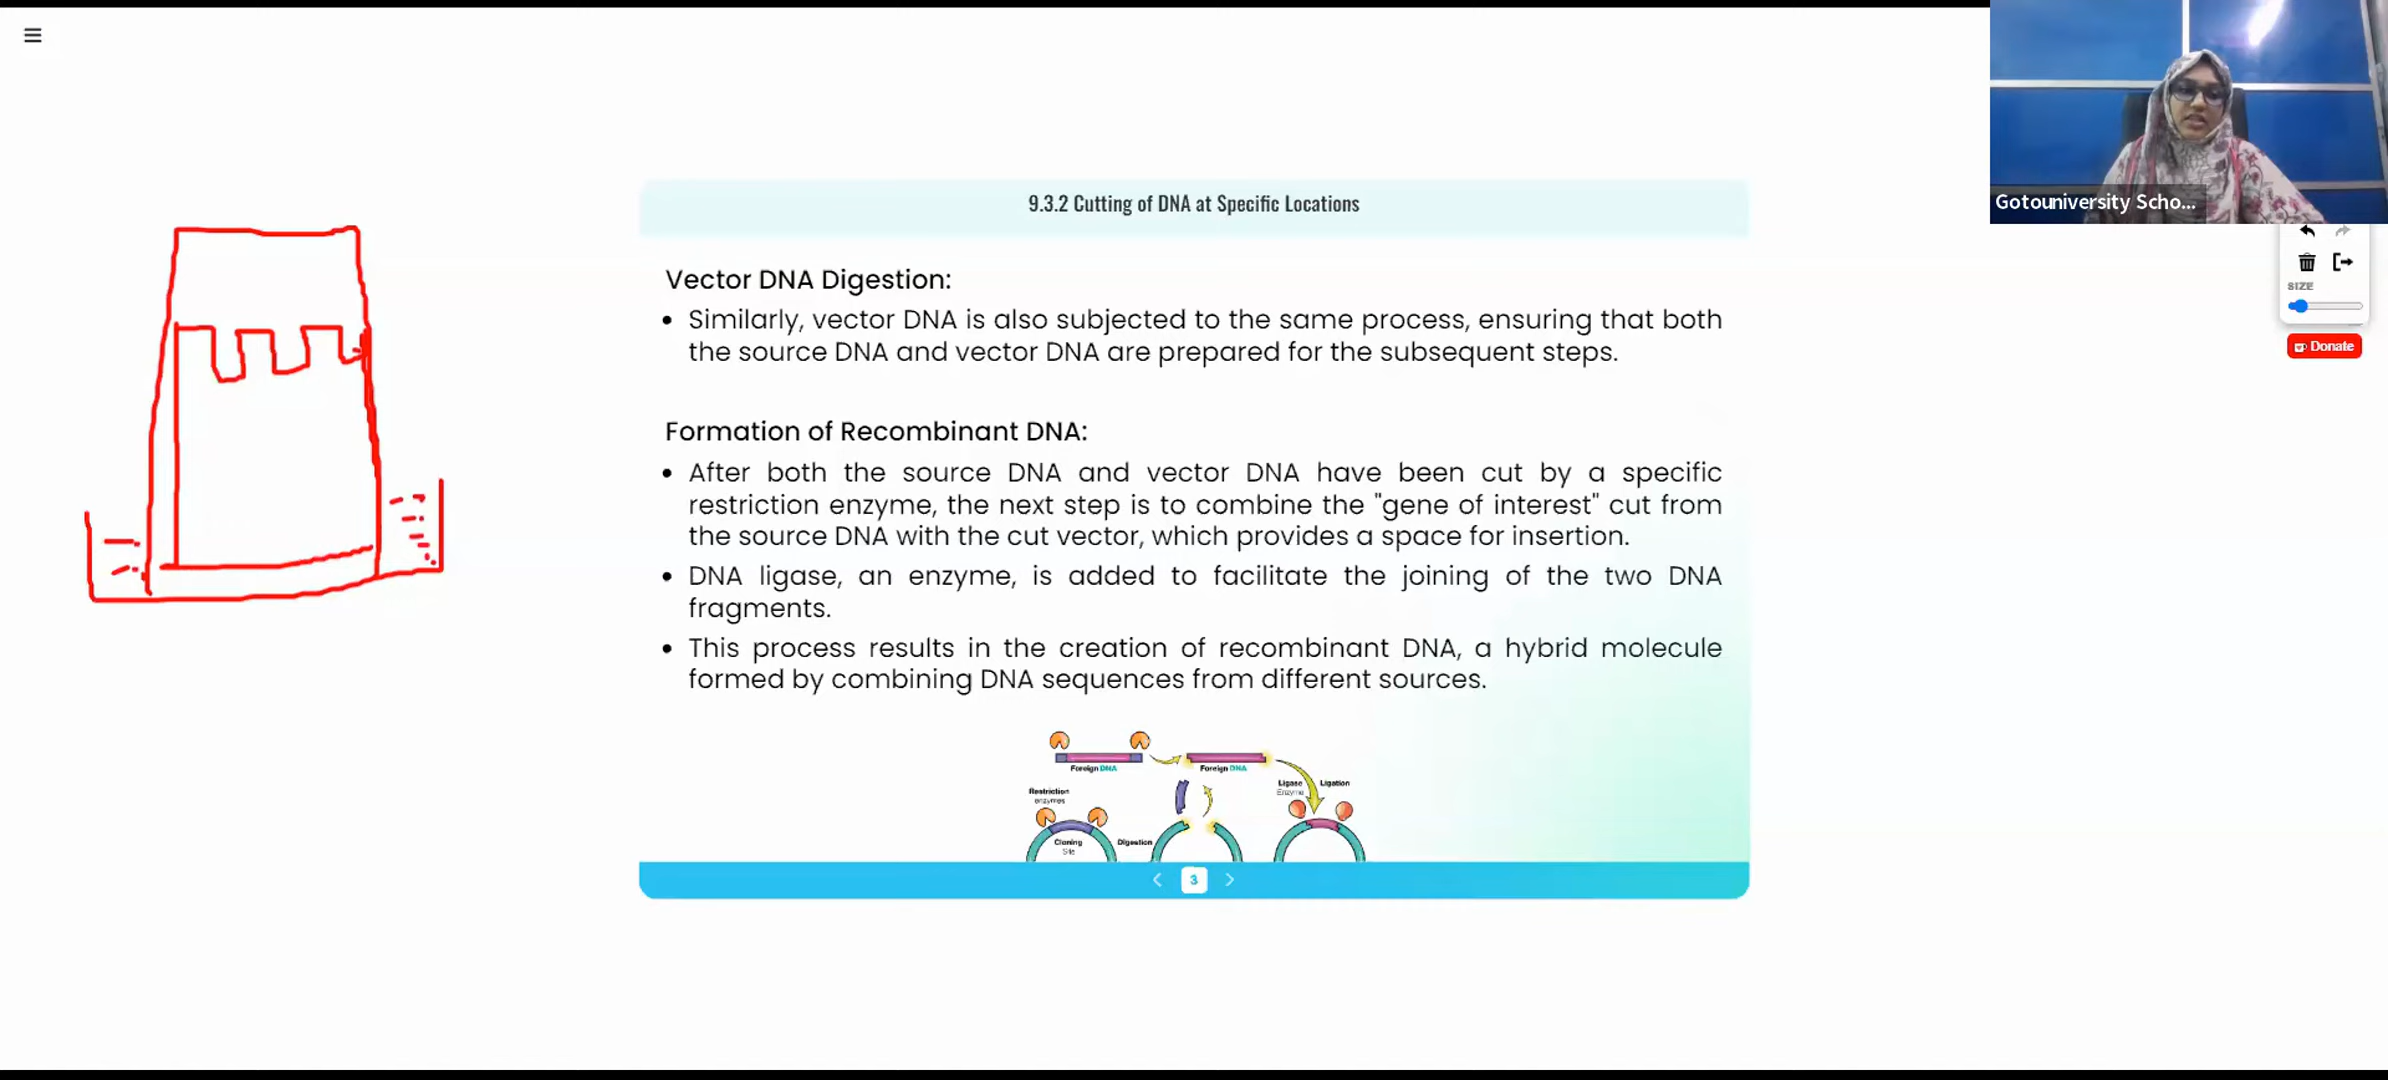 Gotouniversity Scho...
SIZE
Donate
9.3.2 Cutting of DNA at Specific Locations
Vector DNA Digestion:
• Similarly, vector DNA is also subjected to the same process, ensuring that both
the source DNA and vector DNA are prepared for the subsequent steps.
Formation of Recombinant DNA:
• After both the source DNA and vector DNA have been cut by a specific
restriction enzyme, the next step is to combine the "gene of interest" cut from
the source DNA with the cut vector, which provides a space for insertion.
• DNA ligase, an enzyme, is added to facilitate the joining of the two DNA
fragments.
• This process results in the creation of recombinant DNA, a hybrid molecule
formed by combining DNA sequences from different sources.
Foreign DNA
Foreign DNA
Restriction
enzymes
Ligase
Enzyme
Ligation
Cloning
Site
Digestion
3